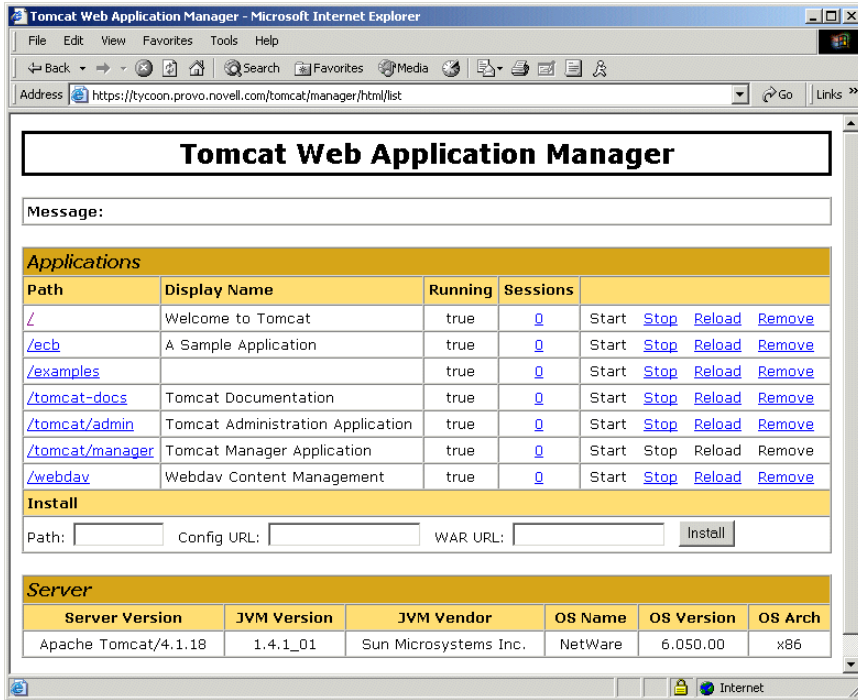 Tomcat Web Application Manager - Microsoft Internet Explorer
File Edit View Favorites Tools Help
Back Search Favorites Media
Address https://tycoon.provo.novell.com/tomcat/manager/html/list Go Links »
Tomcat Web Application Manager
Message:
Applications
Path Display Name Running Sessions
/ Welcome to Tomcat true 0 Start Stop Reload Remove
/ecb A Sample Application true 0 Start Stop Reload Remove
/examples true 0 Start Stop Reload Remove
/tomcat-docs Tomcat Documentation true 0 Start Stop Reload Remove
/tomcat/admin Tomcat Administration Application true 0 Start Stop Reload Remove
/tomcat/manager Tomcat Manager Application true 0 Start Stop Reload Remove
/webdav Webdav Content Management true 0 Start Stop Reload Remove
Install
Path: Config URL: WAR URL: Install
Server
Server Version JVM Version JVM Vendor OS Name OS Version OS Arch
Apache Tomcat/4.1.18 1.4.1_01 Sun Microsystems Inc. NetWare 6.050.00 x86
Internet